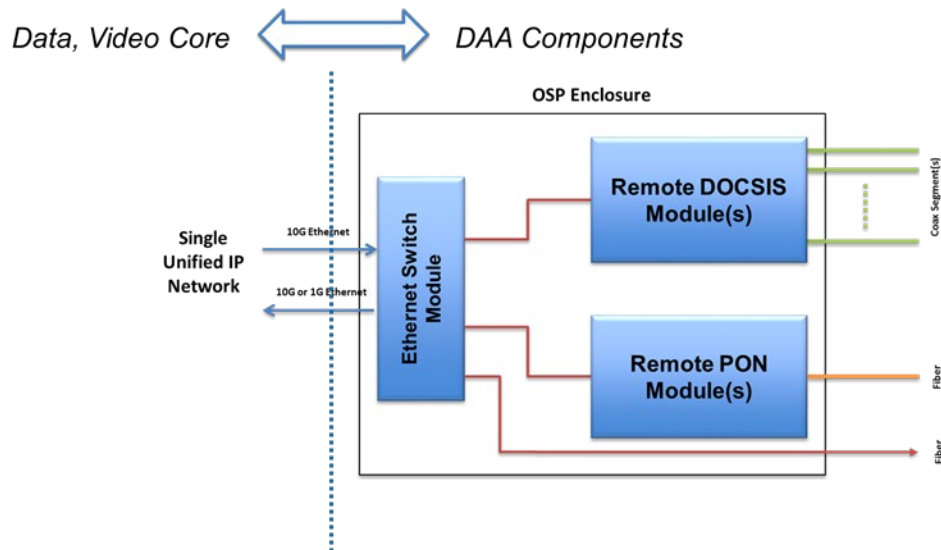 Data, Video Core
DAA Components
OSP Enclosure
Remote DOCSIS
Module(s)
Coax Segment[s]
10G Ethernet
Single
Unified IP
Network
10G or 1G Ethernet
Ethernet Switch
Module
Remote PON
Module(s)
Fiber
Fiber